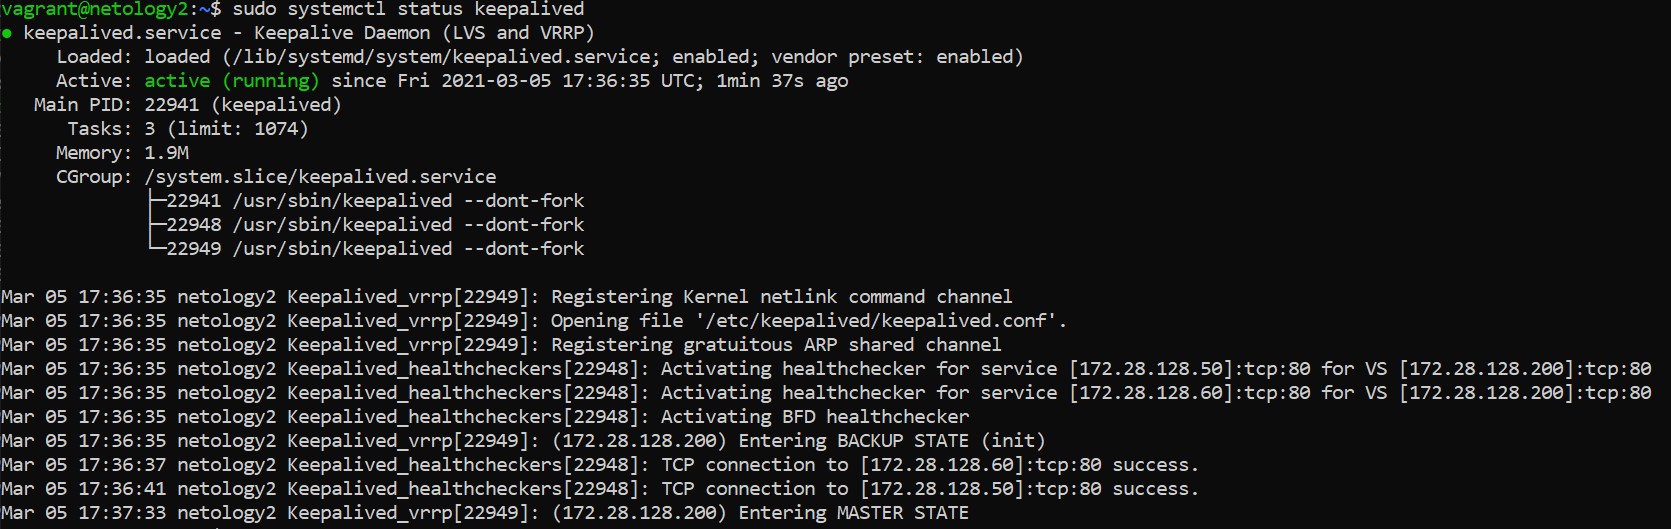 vagrant@netology2:~$ sudo systemctl status keepalived
● keepalived.service - Keepalive Daemon (LVS and VRRP)
     Loaded: loaded (/lib/systemd/system/keepalived.service; enabled; vendor preset: enabled)
     Active: active (running) since Fri 2021-03-05 17:36:35 UTC; 1min 37s ago
   Main PID: 22941 (keepalived)
      Tasks: 3 (limit: 1074)
     Memory: 1.9M
     CGroup: /system.slice/keepalived.service
             ├─22941 /usr/sbin/keepalived --dont-fork
             ├─22948 /usr/sbin/keepalived --dont-fork
             └─22949 /usr/sbin/keepalived --dont-fork

Mar 05 17:36:35 netology2 Keepalived_vrrp[22949]: Registering Kernel netlink command channel
Mar 05 17:36:35 netology2 Keepalived_vrrp[22949]: Opening file '/etc/keepalived/keepalived.conf'.
Mar 05 17:36:35 netology2 Keepalived_vrrp[22949]: Registering gratuitous ARP shared channel
Mar 05 17:36:35 netology2 Keepalived_healthcheckers[22948]: Activating healthchecker for service [172.28.128.50]:tcp:80 for VS [172.28.128.200]:tcp:80
Mar 05 17:36:35 netology2 Keepalived_healthcheckers[22948]: Activating healthchecker for service [172.28.128.60]:tcp:80 for VS [172.28.128.200]:tcp:80
Mar 05 17:36:35 netology2 Keepalived_healthcheckers[22948]: Activating BFD healthchecker
Mar 05 17:36:35 netology2 Keepalived_vrrp[22949]: (172.28.128.200) Entering BACKUP STATE (init)
Mar 05 17:36:37 netology2 Keepalived_healthcheckers[22948]: TCP connection to [172.28.128.60]:tcp:80 success.
Mar 05 17:36:41 netology2 Keepalived_healthcheckers[22948]: TCP connection to [172.28.128.50]:tcp:80 success.
Mar 05 17:37:33 netology2 Keepalived_vrrp[22949]: (172.28.128.200) Entering MASTER STATE